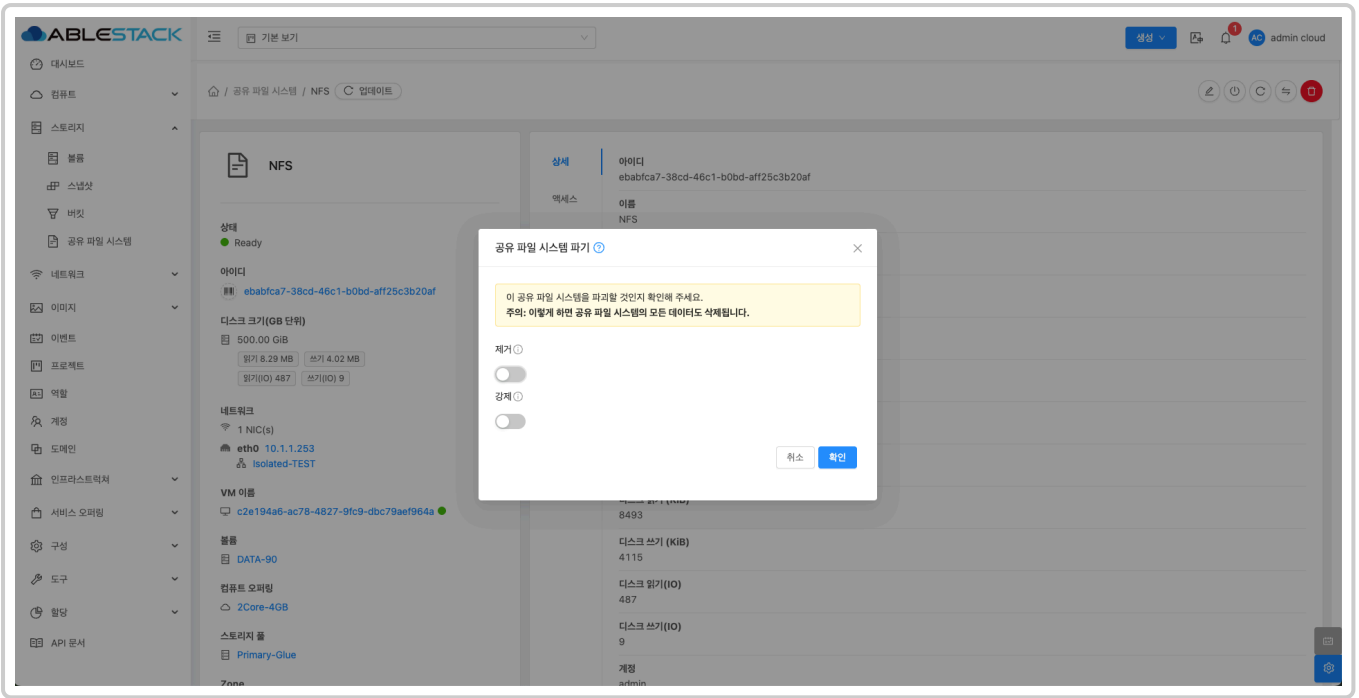 ABLESTACK
기본 보기
생성
1
AC
admin cloud
대시보드
컴퓨트
스토리지
볼륨
스냅샷
버킷
공유 파일 시스템
네트워크
이미지
이벤트
프로젝트
역할
계정
도메인
인프라스트럭쳐
서비스 오퍼링
구성
도구
할당
API 문서
/ 공유 파일 시스템 / NFS 업데이트
NFS
상태
Ready
아이디
ebabfca7-38cd-46c1-b0bd-aff25c3b20af
디스크 크기(GB 단위)
500.00 GiB
읽기 8.29 MB 쓰기 4.02 MB
읽기(IO) 487 쓰기(IO) 9
네트워크
1 NIC(s)
eth0 10.1.1.253
Isolated-TEST
VM 이름
c2e194a6-ac78-4827-9fc9-dbc79aef964a
볼륨
DATA-90
컴퓨트 오퍼링
2Core-4GB
스토리지 풀
Primary-Glue
Zone
상세
액세스
아이디
ebabfca7-38cd-46c1-b0bd-aff25c3b20af
이름
NFS
공유 파일 시스템 파기
이 공유 파일 시스템을 파괴할 것인지 확인해 주세요.
주의: 이렇게 하면 공유 파일 시스템의 모든 데이터도 삭제됩니다.
제거
강제
취소 확인
디스크 읽기 (KiB)
8493
디스크 쓰기 (KiB)
4115
디스크 읽기(IO)
487
디스크 쓰기(IO)
9
계정
admin